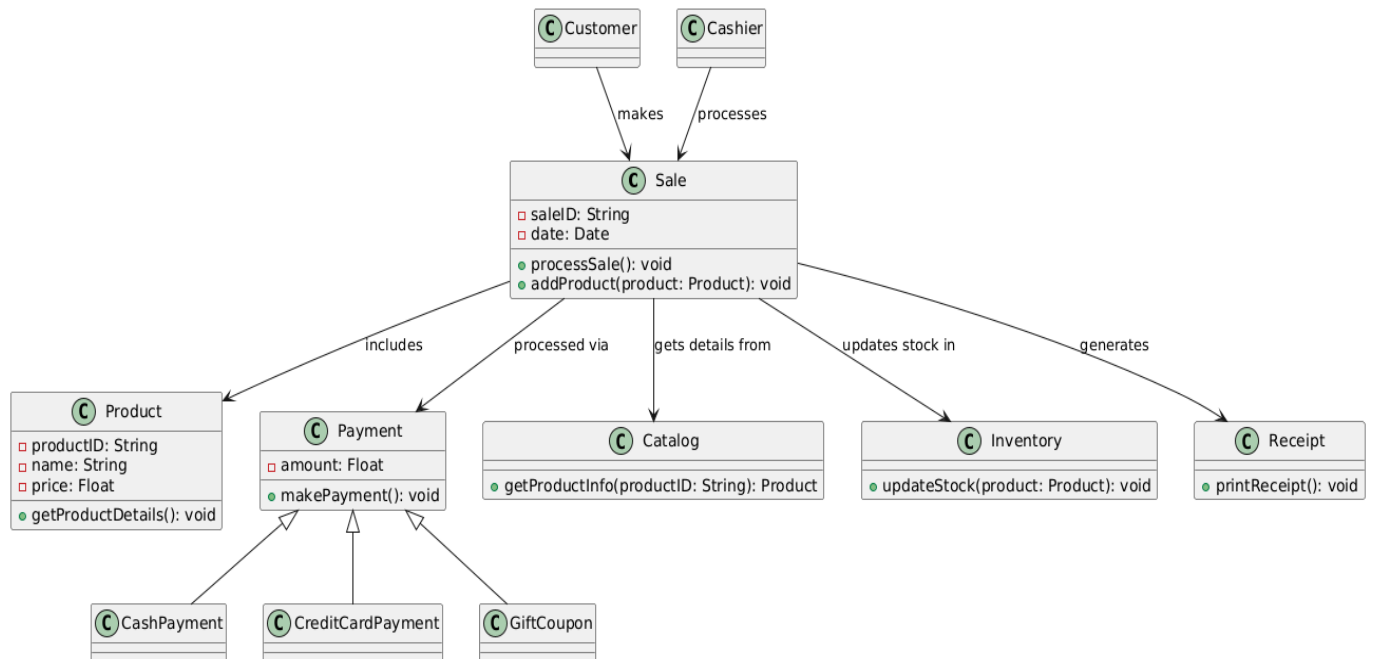 C Customer
C Cashier
makes
processes
C Sale
saleID: String
date: Date
processSale(): void
addProduct(product: Product): void
includes
processed via
gets details from
updates stock in
generates
C Product
productID: String
name: String
price: Float
getProductDetails(): void
C Payment
amount: Float
makePayment(): void
C Catalog
getProductInfo(productID: String): Product
C Inventory
updateStock(product: Product): void
C Receipt
printReceipt(): void
C CashPayment
C CreditCardPayment
C GiftCoupon